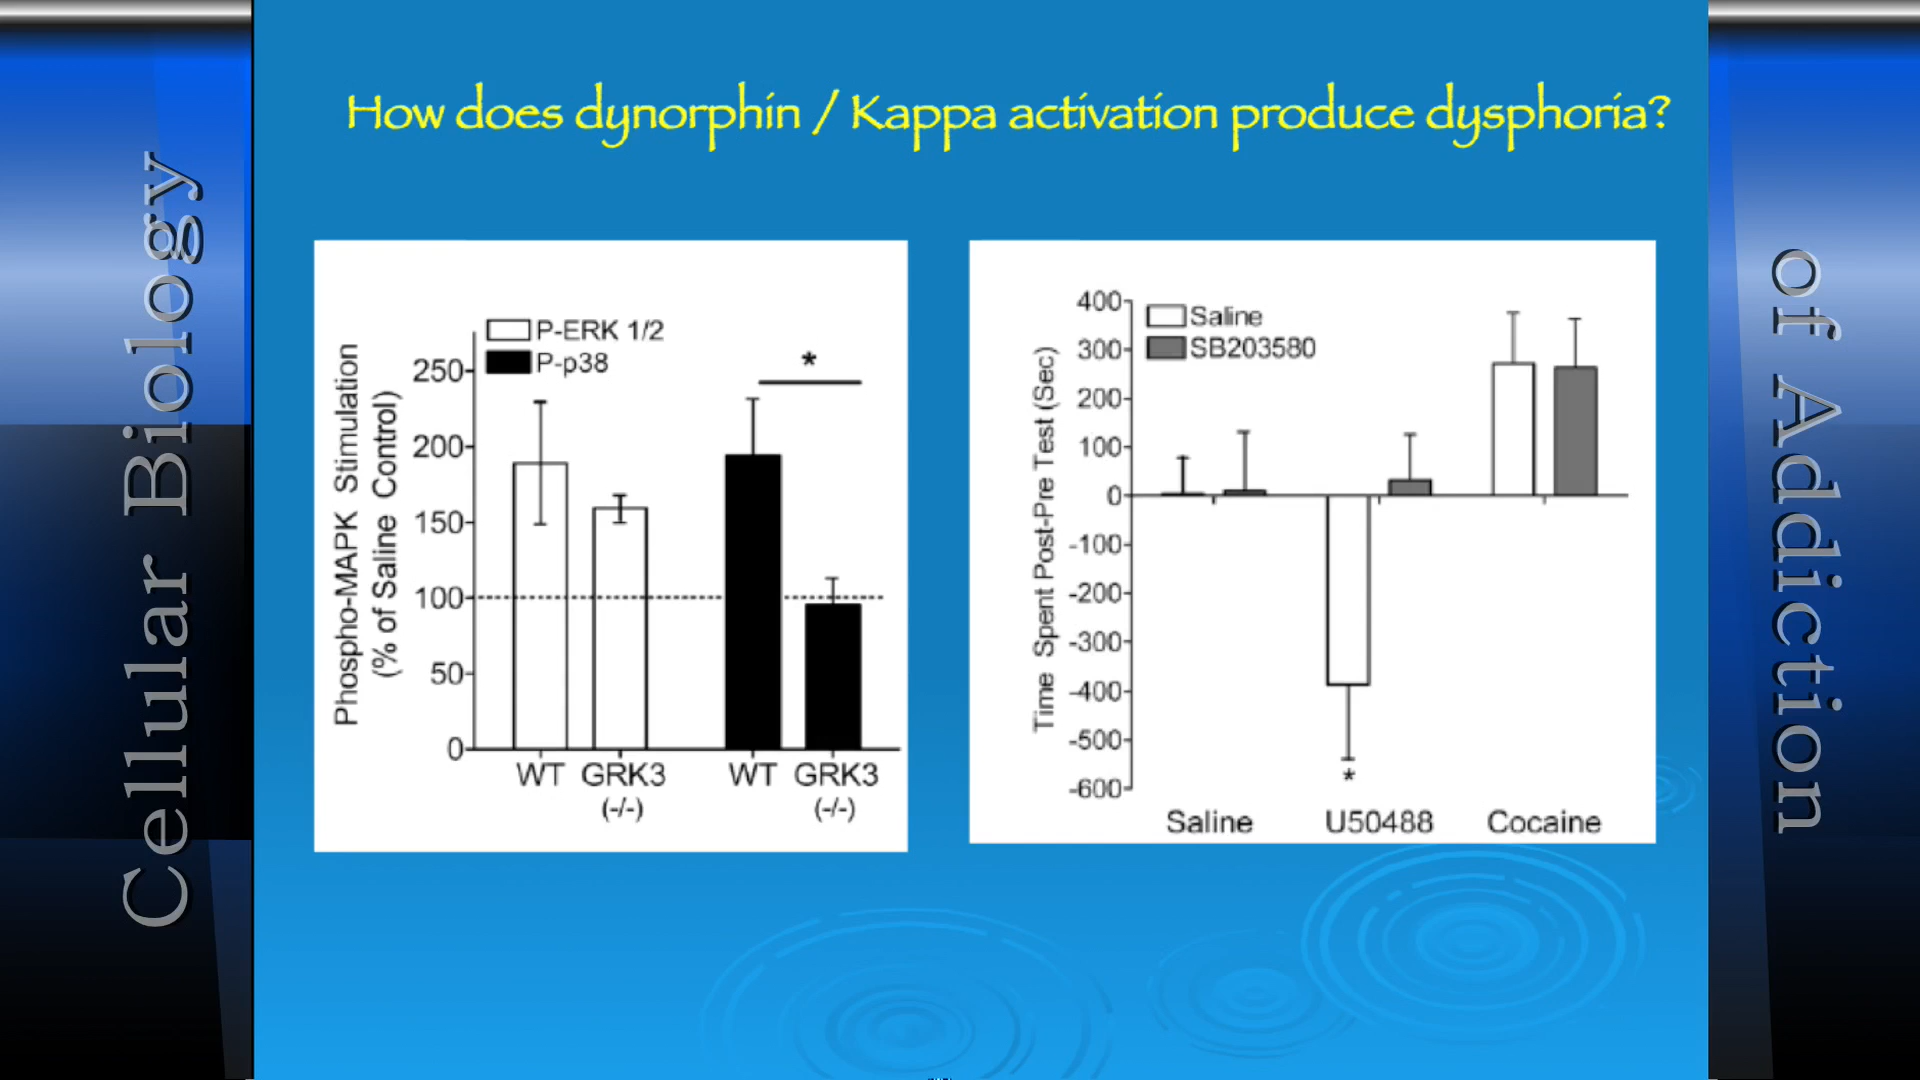 How does dynorphin / Kappa activation produce dysphoria?
Cellular Biology
of Addiction
Phospho-MAPK Stimulation
(% of Saline Control)
P-ERK 1/2
P-p38
*
250
200
150
100
50
0
WT
GRK3
(-/-)
WT
GRK3
(-/-)
Time Spent Post-Pre Test (Sec)
Saline
SB203580
400
300
200
100
0
-100
-200
-300
-400
-500
-600
*
Saline
U50488
Cocaine